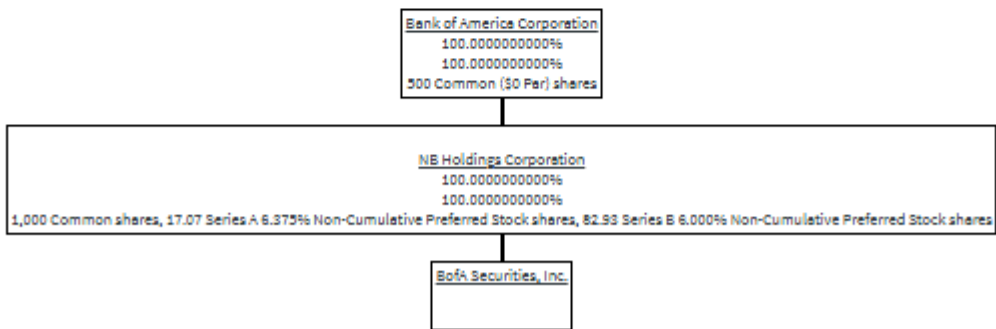 Bank of America Corporation
100.0000000000%
100.0000000000%
500 Common ($0 Par) shares
NB Holdings Corporation
100.0000000000%
100.0000000000%
1,000 Common shares, 17.07 Series A 6.375% Non-Cumulative Preferred Stock shares, 82.93 Series B 6.000% Non-Cumulative Preferred Stock shares
BofA Securities, Inc.